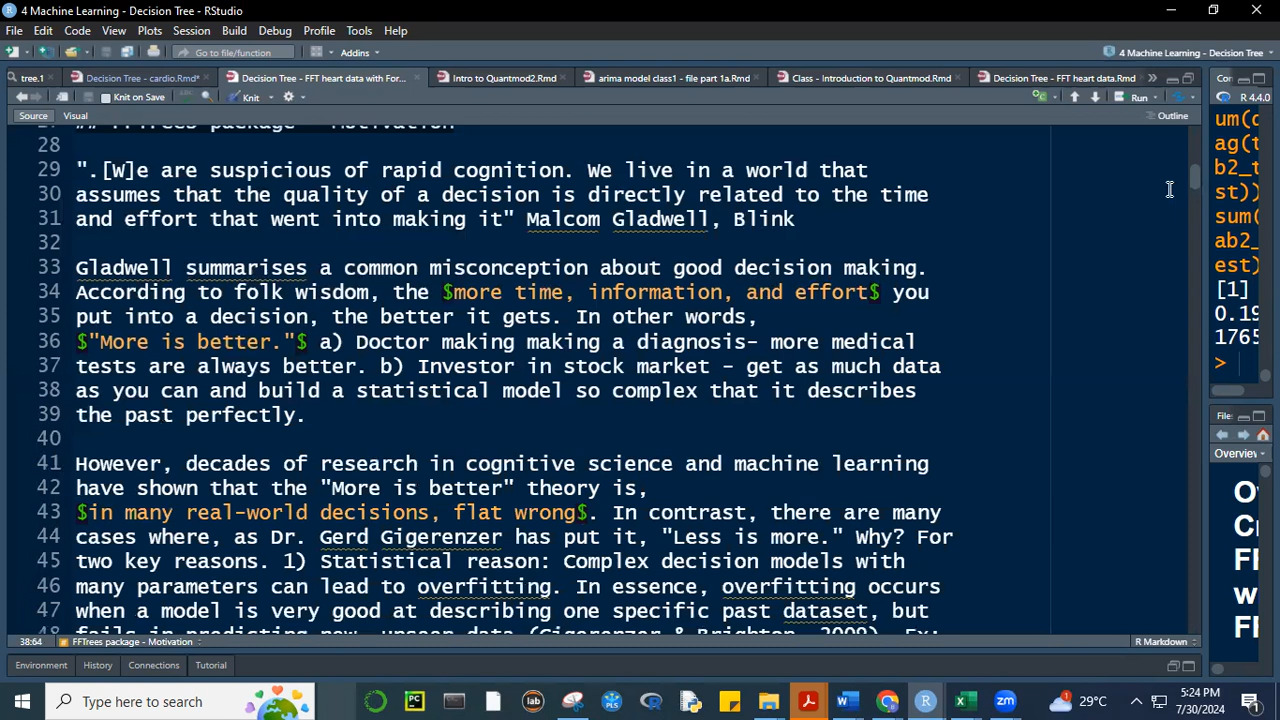 4 Machine Learning - Decision Tree - RStudio
File Edit Code View Plots Session Build Debug Profile Tools Help
Go to file/function Addins 4 Machine Learning - Decision Tree
tree.1 Decision Tree - cardio.Rmd* Decision Tree - FFT heart data with For... Intro to Quantmod2.Rmd arima model class1 - file part 1a.Rmd Class - Introduction to Quantmod.Rmd Decision Tree - FFT heart data.Rmd
Knit on Save Knit Run
Source Visual Outline
28
29 ".[W]e are suspicious of rapid cognition. We live in a world that
30 assumes that the quality of a decision is directly related to the time
31 and effort that went into making it" Malcom Gladwell, Blink
32
33 Gladwell summarises a common misconception about good decision making.
34 According to folk wisdom, the $more time, information, and effort$ you
35 put into a decision, the better it gets. In other words,
36 $"More is better."$ a) Doctor making making a diagnosis- more medical
37 tests are always better. b) Investor in stock market - get as much data
38 as you can and build a statistical model so complex that it describes
39 the past perfectly.
40
41 However, decades of research in cognitive science and machine learning
42 have shown that the "More is better" theory is,
43 $in many real-world decisions, flat wrong$. In contrast, there are many
44 cases where, as Dr. Gerd Gigerenzer has put it, "Less is more." Why? For
45 two key reasons. 1) Statistical reason: Complex decision models with
46 many parameters can lead to overfitting. In essence, overfitting occurs
47 when a model is very good at describing one specific past dataset, but
38:64 FFTrees package - Motivation R Markdown
Environment History Connections Tutorial
Con
R 4.4.0
um(d
ag(t
b2_t
st))
sum(
ab2_
est)
[1]
0.19
1765
>
File:
Overview
Type here to search
29°C
5:24 PM
7/30/2024